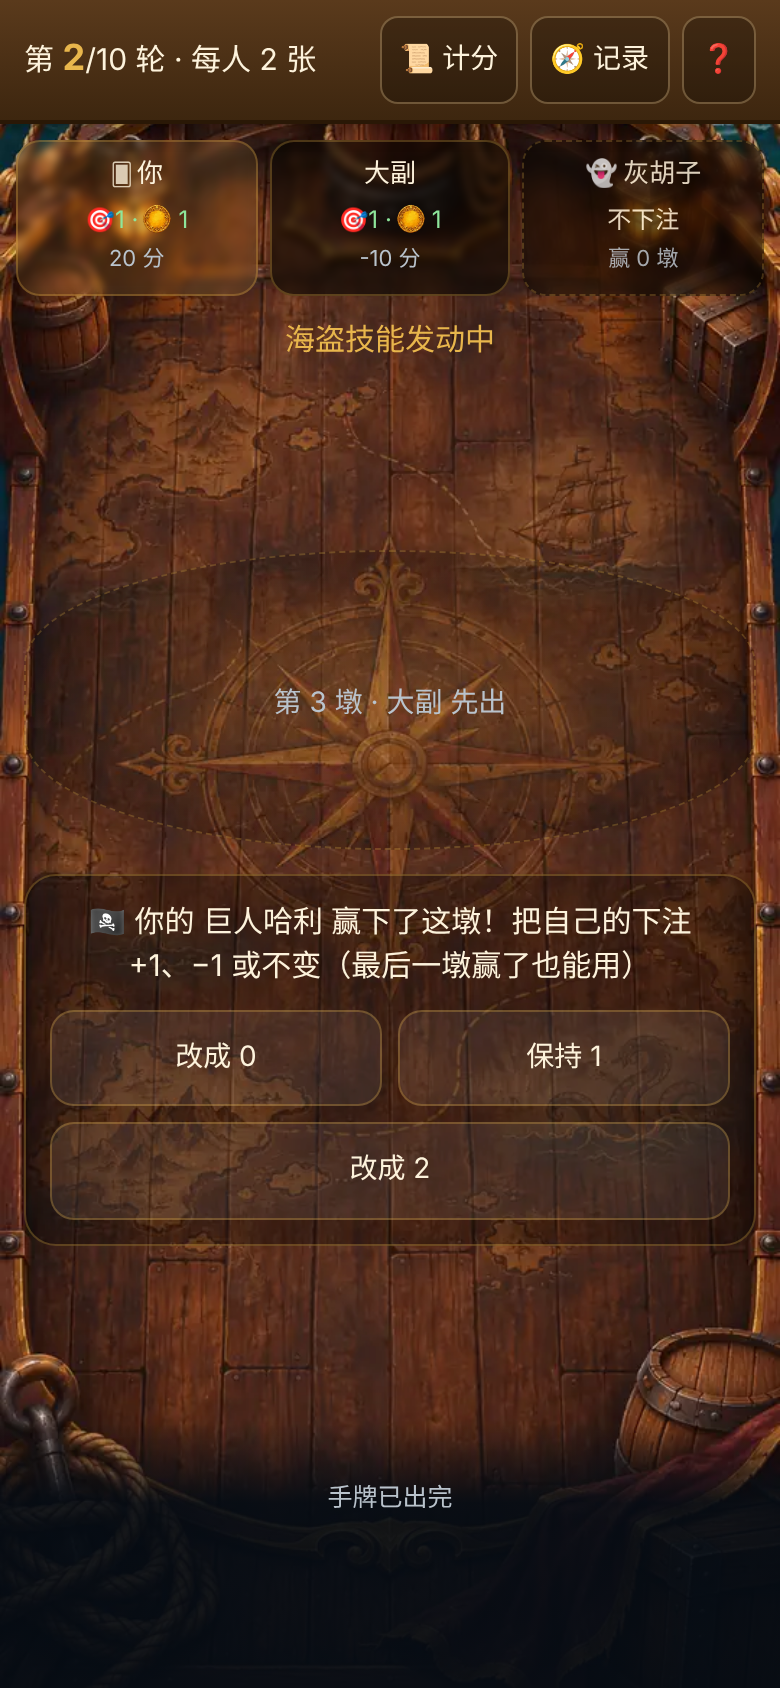 第 2/10 轮 · 每人 2 张
📜 计分
🧭 记录
❓
🂠 你
🎯1 · 🪙 1
20 分
大副
🎯1 · 🪙 1
-10 分
👻 灰胡子
不下注
赢 0 墩
海盗技能发动中
第 3 墩 · 大副 先出
🏴‍☠️ 你的 巨人哈利 赢下了这墩！把自己的下注
+1、−1 或不变（最后一墩赢了也能用）
改成 0
保持 1
改成 2
手牌已出完